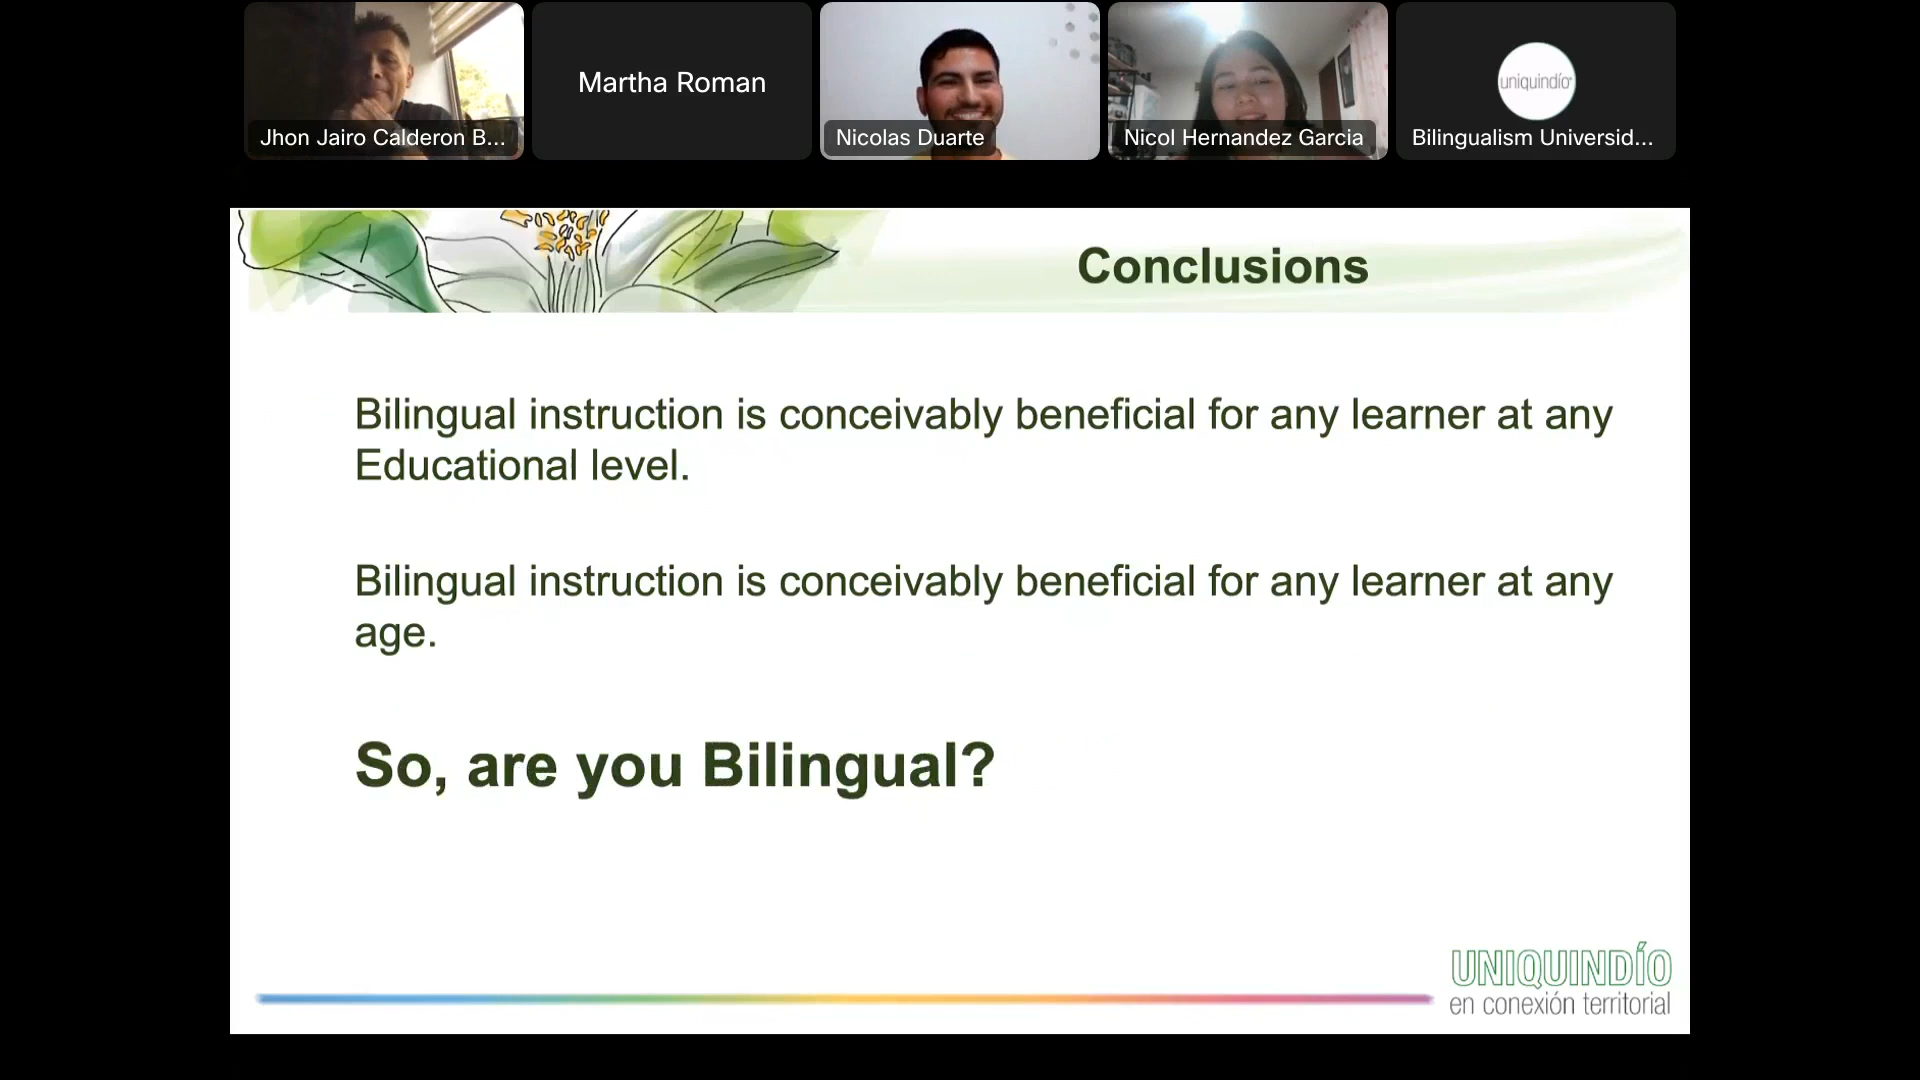 Martha Roman
uniquindío
Jhon Jairo Calderon B...
Nicolas Duarte
Nicol Hernandez Garcia
Bilingualism Universid...
Conclusions
Bilingual instruction is conceivably beneficial for any learner at any
Educational level.
Bilingual instruction is conceivably beneficial for any learner at any
age.
So, are you Bilingual?
UNIQUINDÍO
en conexión territorial